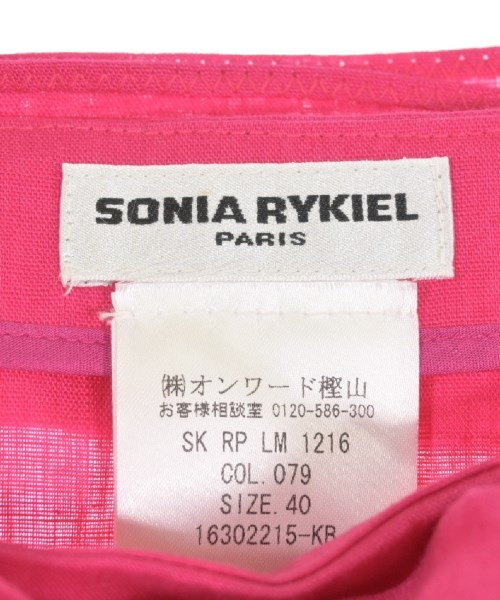 SONIA RYKIEL
PARIS
㈱オンワード樫山
お客様相談室 0120-586-300
SK RP LM 1216
COL.079
SIZE.40
16302215-KB